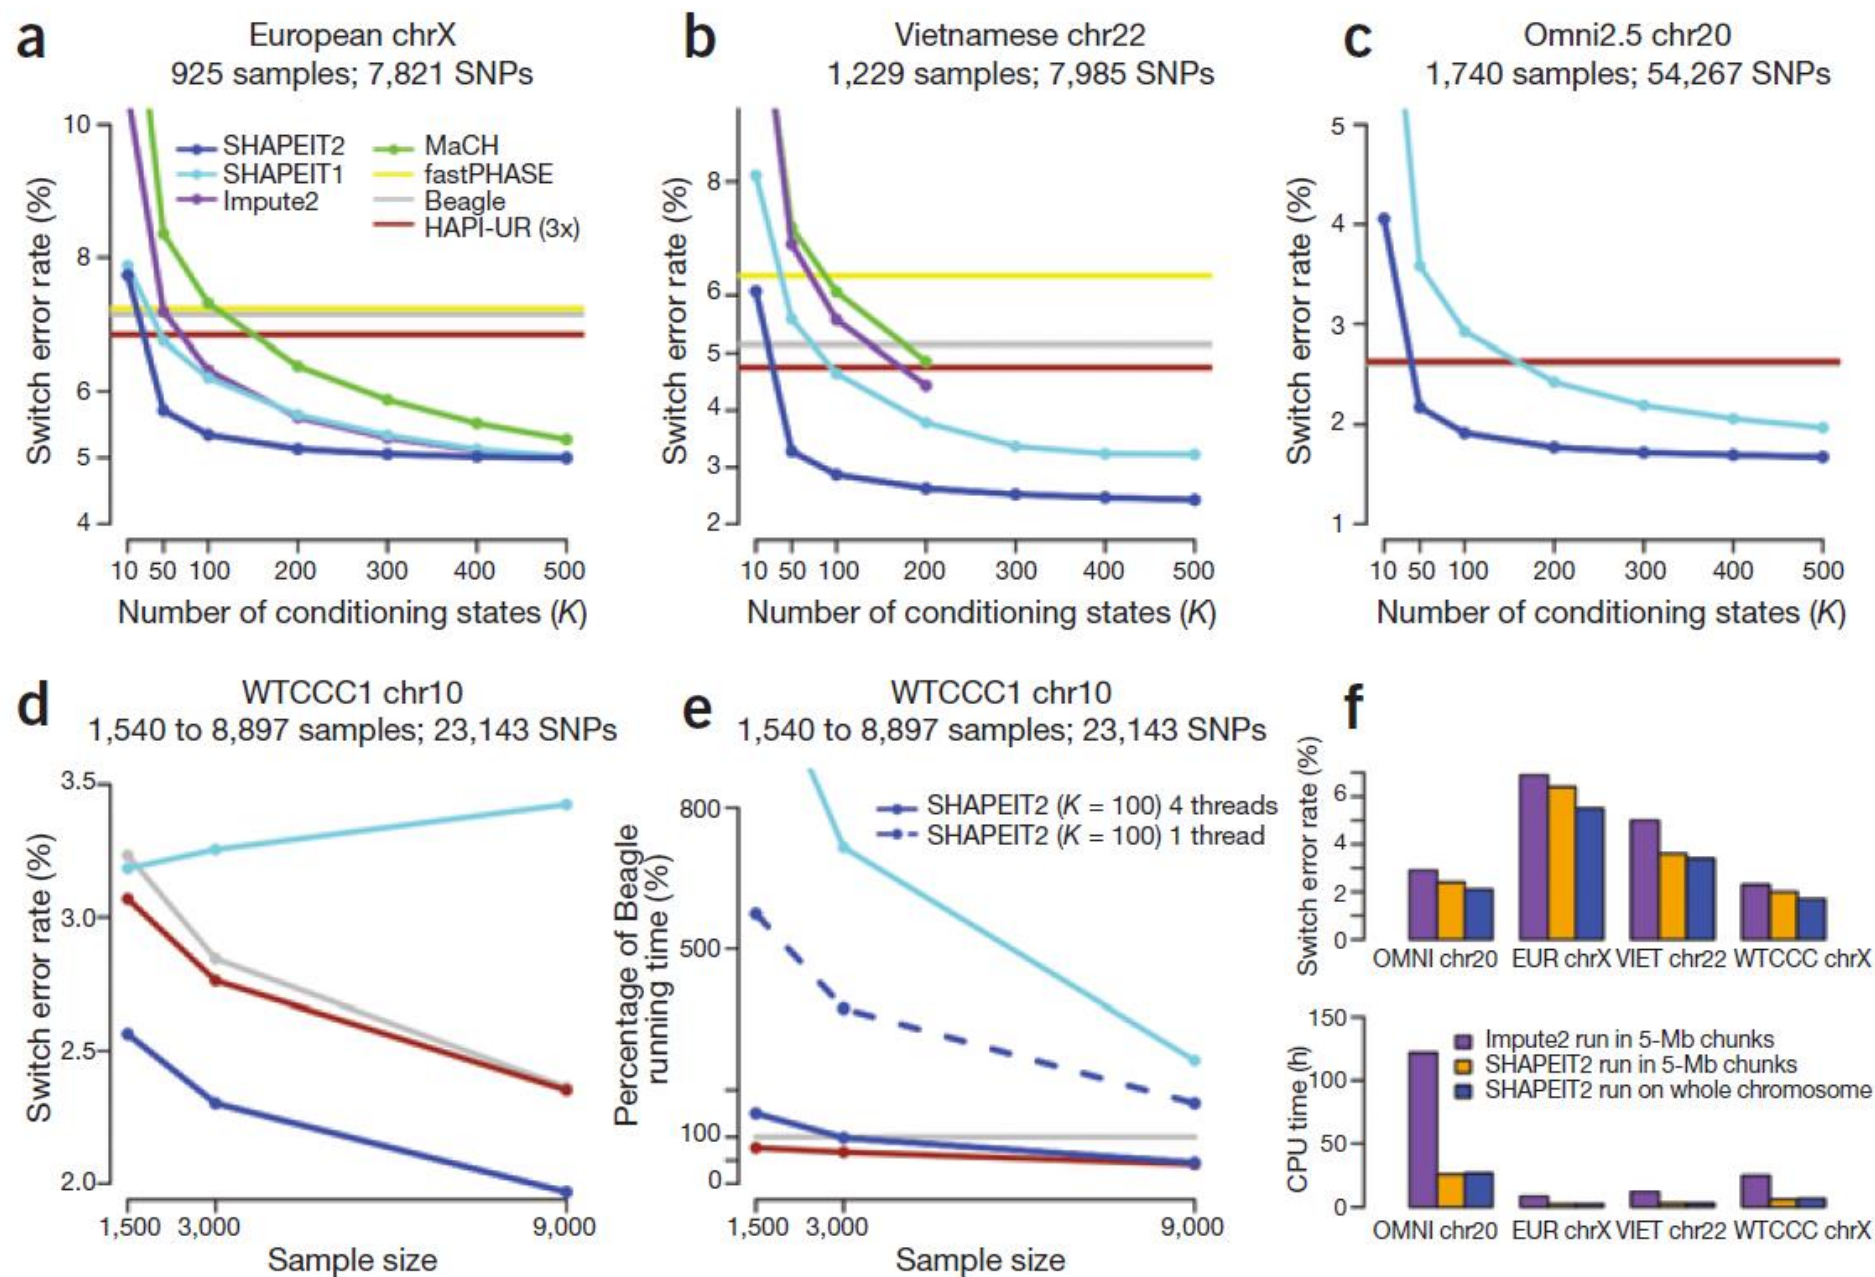 a
European chrX
925 samples; 7,821 SNPs
Switch error rate (%)
10
8
6
5
4
SHAPEIT2
SHAPEIT1
Impute2
MaCH
fastPHASE
Beagle
HAPI-UR (3x)
10 50 100 200 300 400 500
Number of conditioning states (K)
b
Vietnamese chr22
1,229 samples; 7,985 SNPs
Switch error rate (%)
8
6
5
4
3
2
10 50 100 200 300 400 500
Number of conditioning states (K)
c
Omni2.5 chr20
1,740 samples; 54,267 SNPs
Switch error rate (%)
5
4
3
2
1
10 50 100 200 300 400 500
Number of conditioning states (K)
d
WTCCC1 chr10
1,540 to 8,897 samples; 23,143 SNPs
Switch error rate (%)
3.5
3.0
2.5
2.0
1,500 3,000 9,000
Sample size
e
WTCCC1 chr10
1,540 to 8,897 samples; 23,143 SNPs
Percentage of Beagle
running time (%)
800
500
100
0
SHAPEIT2 (K = 100) 4 threads
SHAPEIT2 (K = 100) 1 thread
1,500 3,000 9,000
Sample size
f
Switch error rate (%)
6
4
2
0
OMNI chr20 EUR chrX VIET chr22 WTCCC chrX
CPU time (h)
150
100
50
0
Impute2 run in 5-Mb chunks
SHAPEIT2 run in 5-Mb chunks
SHAPEIT2 run on whole chromosome
OMNI chr20 EUR chrX VIET chr22 WTCCC chrX